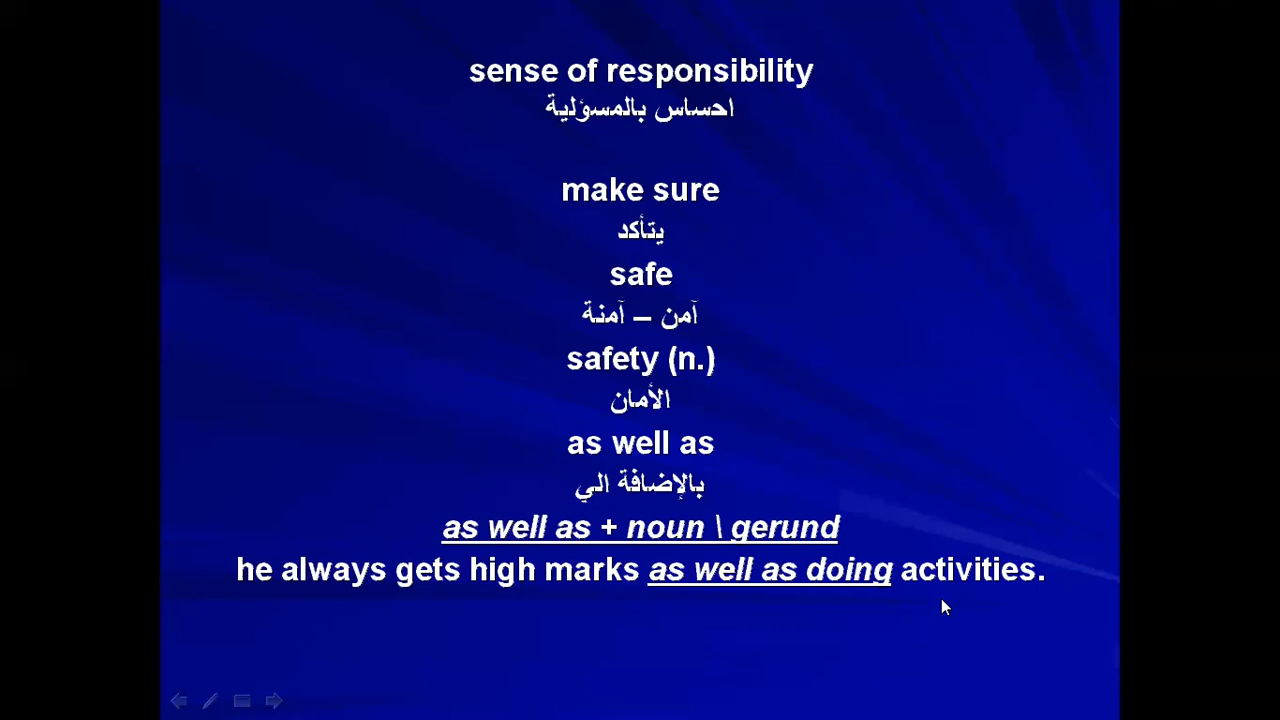 sense of responsibility
احساس بالمسؤلية
make sure
يتأكد
safe
آمن – آمنة
safety (n.)
الأمان
as well as
بالإضافة الي
as well as + noun \ gerund
he always gets high marks as well as doing activities.